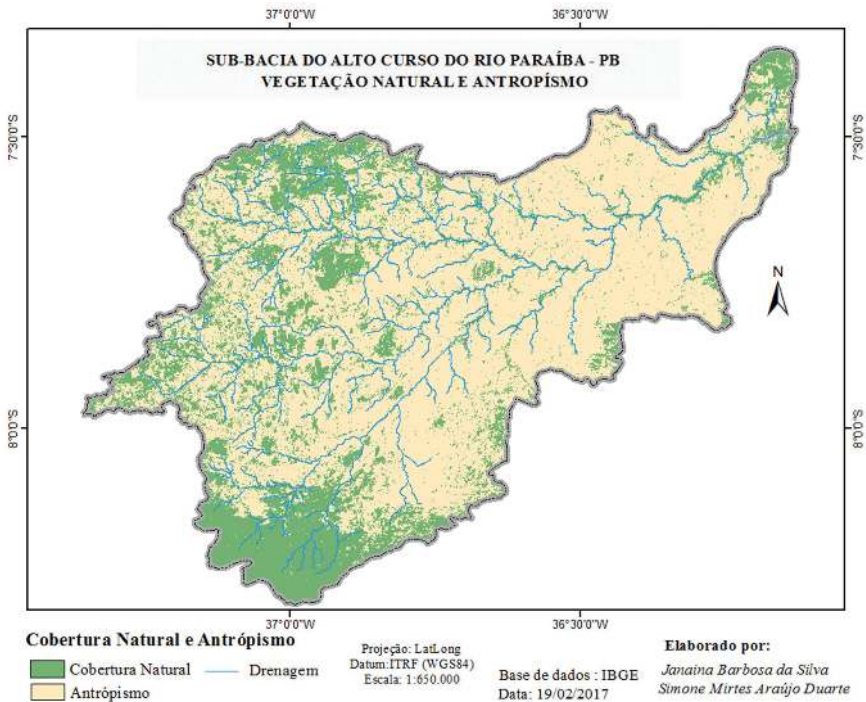 37°0'0"W
36°30'0"W
SUB-BACIA DO ALTO CURSO DO RIO PARAÍBA - PB
VEGETAÇÃO NATURAL E ANTROPÍSMO
7°30'0"S
7°30'0"S
N
8°0'0"S
8°0'0"S
37°0'0"W
36°30'0"W
Cobertura Natural e Antrópismo
Cobertura Natural
Drenagem
Antrópismo
Projeção: LatLong
Datum:ITRF (WGS84)
Escala: 1:650.000
Base de dados : IBGE
Data: 19/02/2017
Elaborado por:
Janaina Barbosa da Silva
Simone Mirtes Araújo Duarte